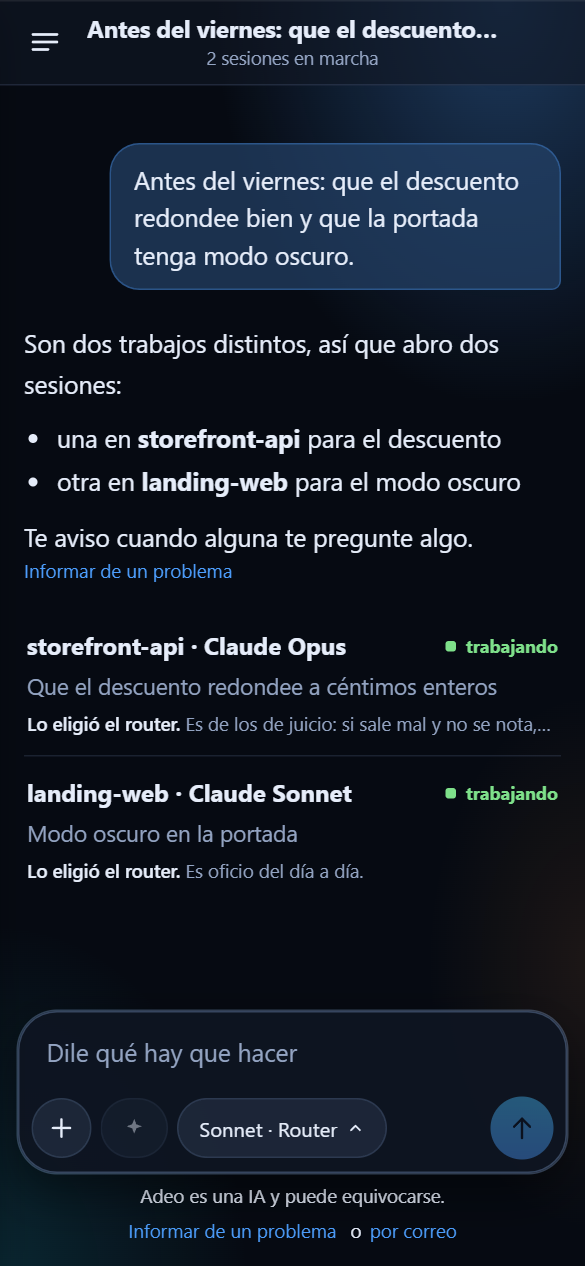 Antes del viernes: que el descuento...
2 sesiones en marcha
Antes del viernes: que el descuento
redondee bien y que la portada
tenga modo oscuro.
Son dos trabajos distintos, así que abro dos
sesiones:
• una en storefront-api para el descuento
• otra en landing-web para el modo oscuro
Te aviso cuando alguna te pregunte algo.
Informar de un problema
storefront-api · Claude Opus
trabajando
Que el descuento redondee a céntimos enteros
Lo eligió el router. Es de los de juicio: si sale mal y no se nota,...
landing-web · Claude Sonnet
trabajando
Modo oscuro en la portada
Lo eligió el router. Es oficio del día a día.
Dile qué hay que hacer
Sonnet · Router
Adeo es una IA y puede equivocarse.
Informar de un problema o por correo